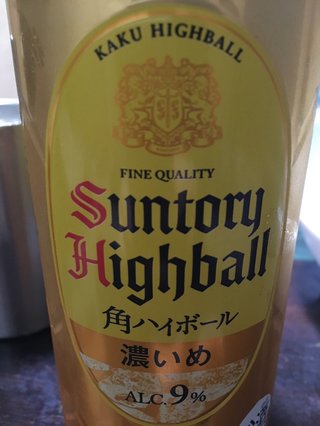 KAKU HIGHBALL
FINE QUALITY
Suntory
Highball
角ハイボール
濃いめ
ALC.9%